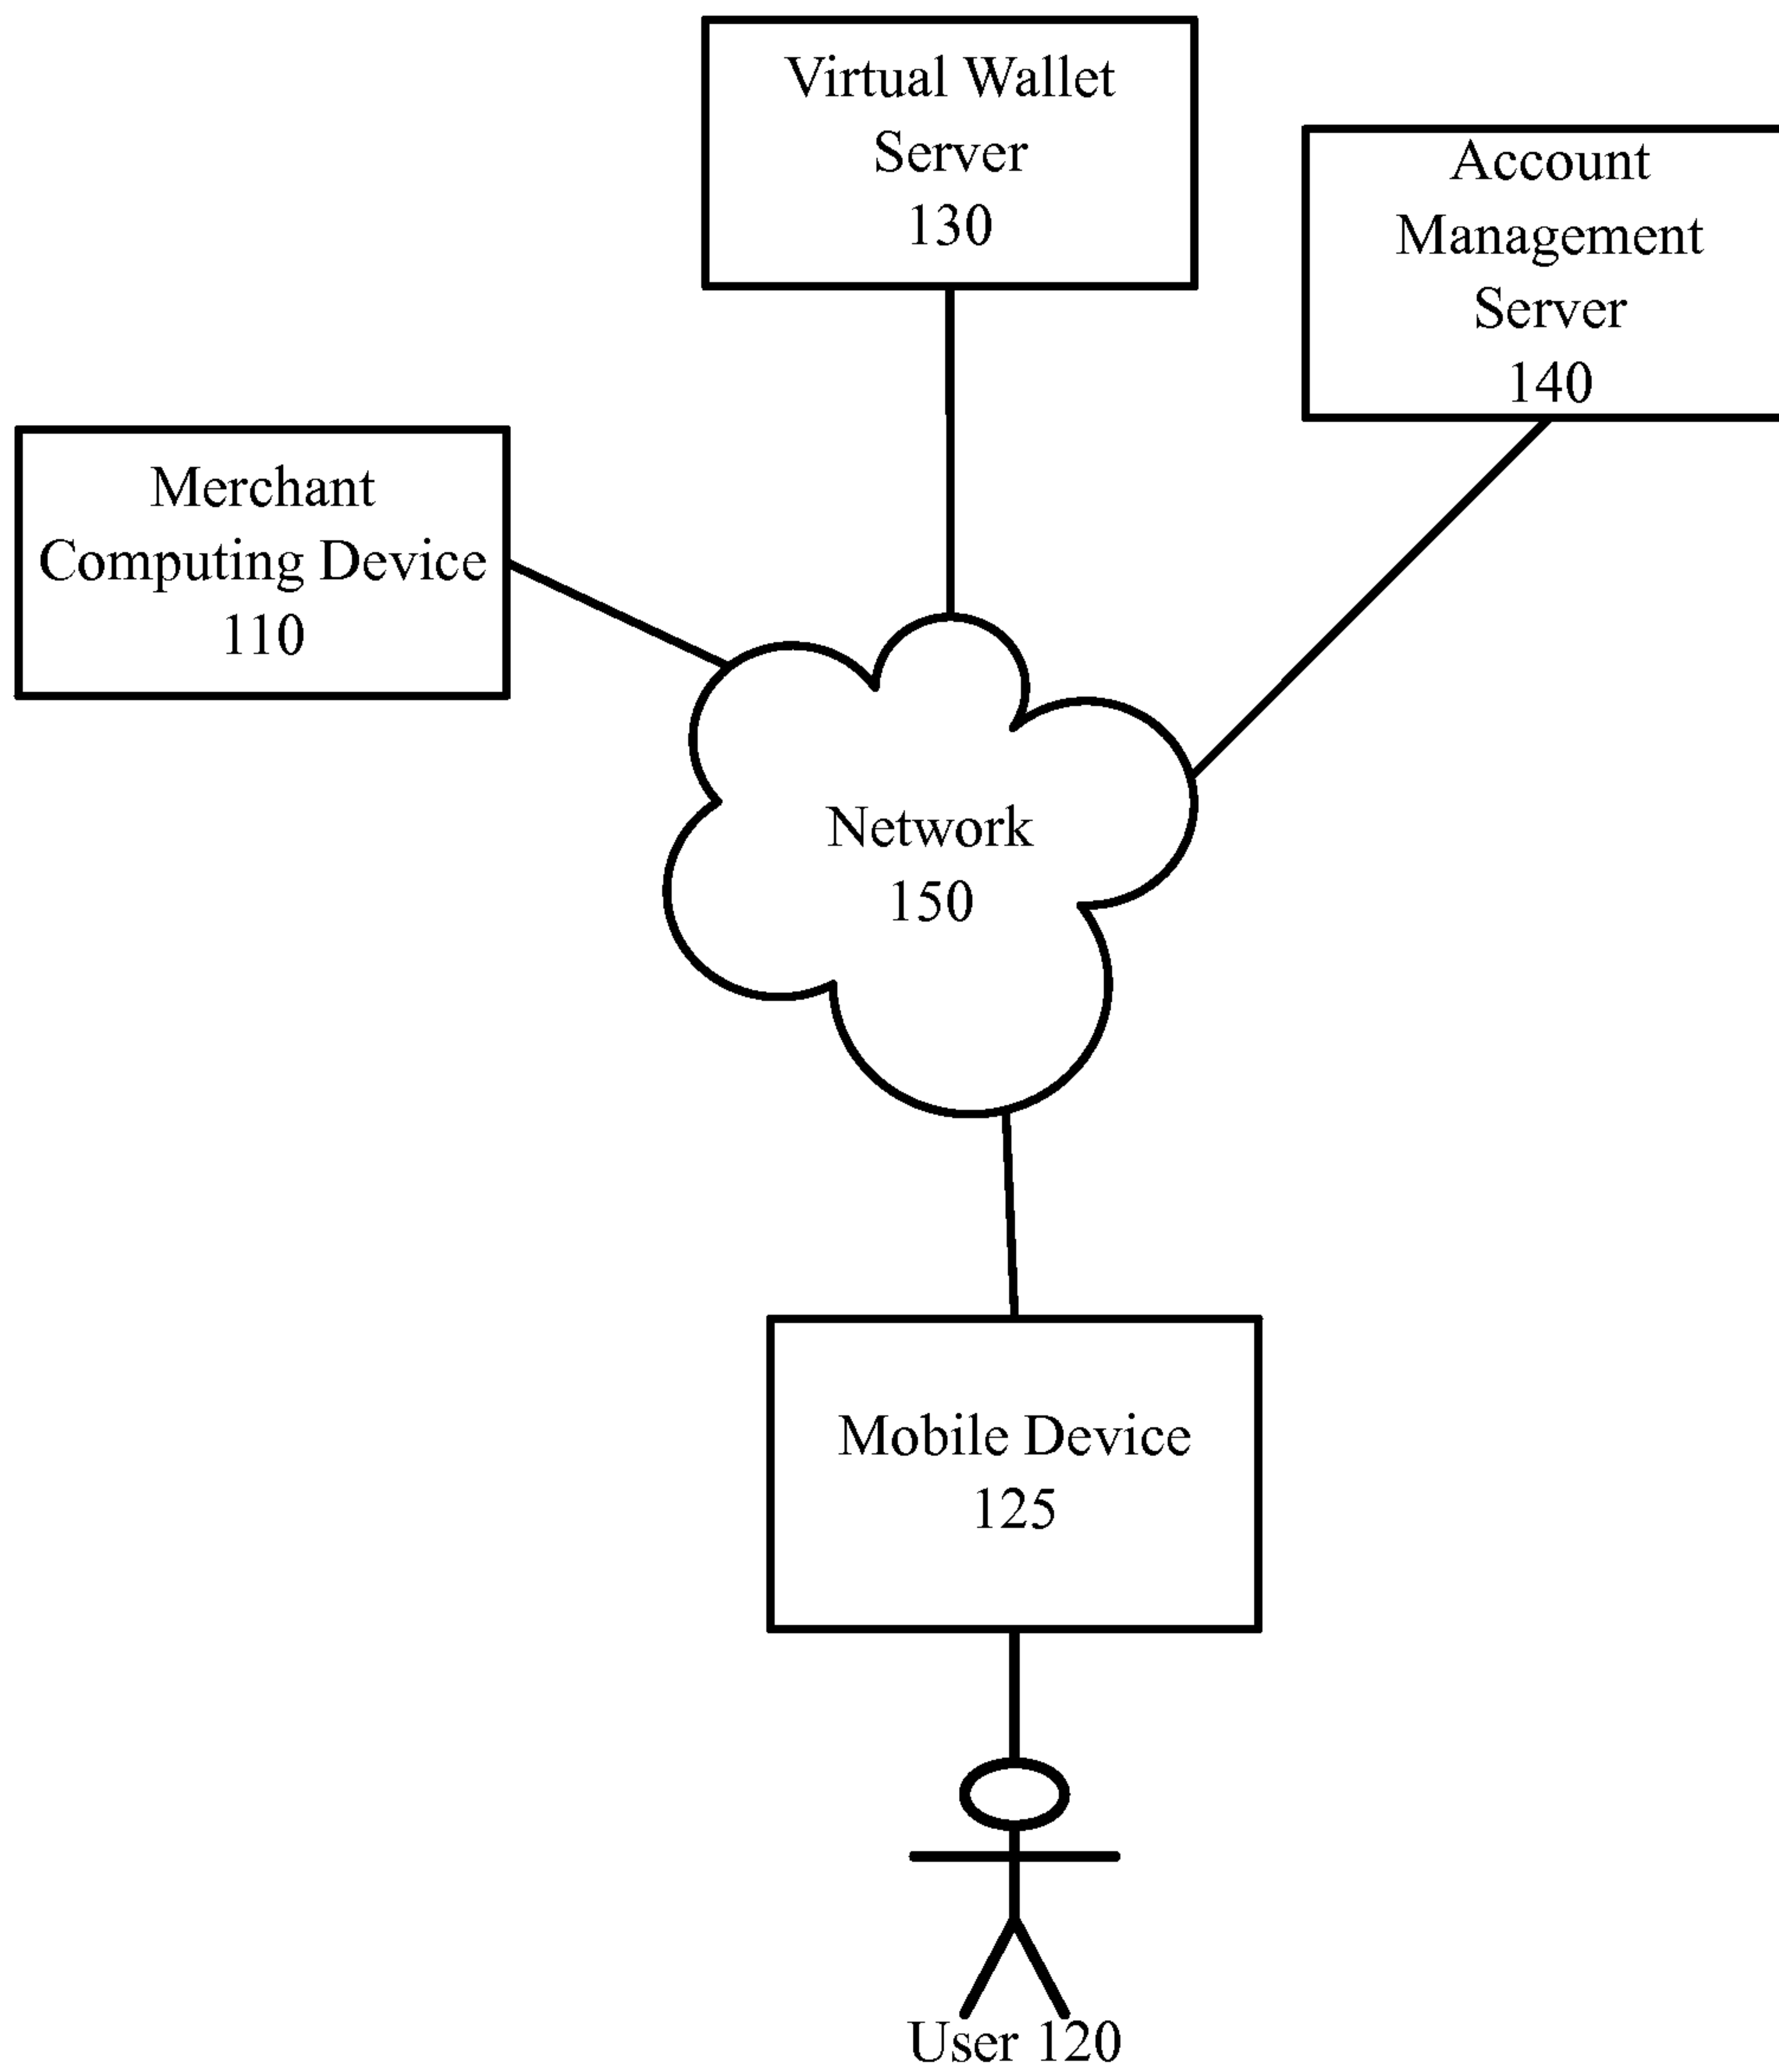 Virtual Wallet
Server
130
Account
Management
Server
140
Merchant
Computing Device
110
Network
150
Mobile Device
125
User 120